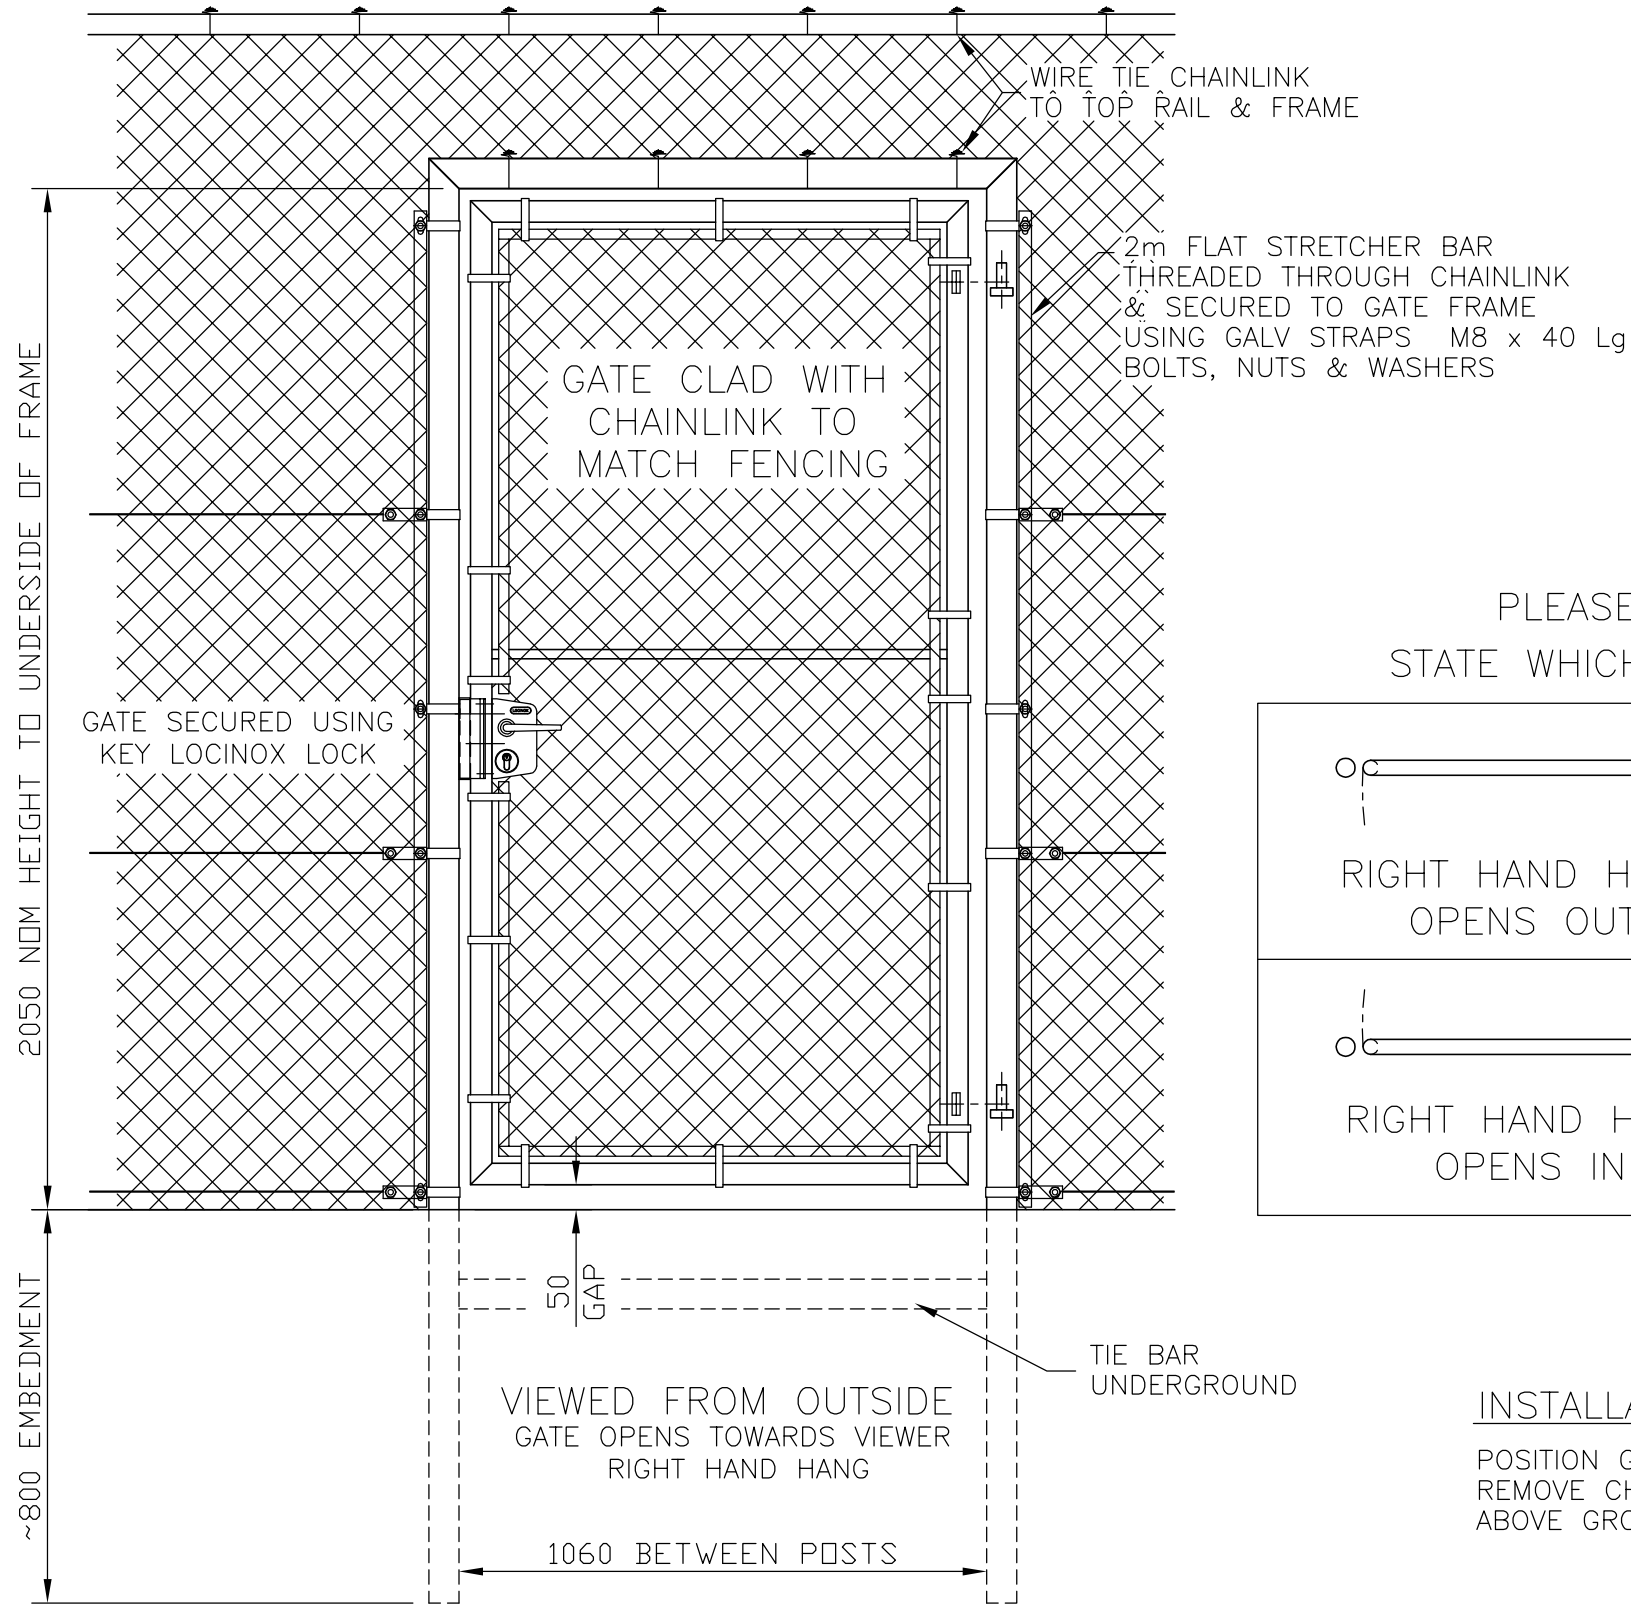 WIRE TIE CHAINLINK
TO TOP RAIL & FRAME
2m FLAT STRETCHER BAR
THREADED THROUGH CHAINLINK
& SECURED TO GATE FRAME
USING GALV STRAPS M8 x 40 Lg
BOLTS, NUTS & WASHERS
GATE CLAD WITH
CHAINLINK TO
MATCH FENCING
2050 NOM HEIGHT TO UNDERSIDE OF FRAME
GATE SECURED USING
KEY LOCINOX LOCK
LOCINOX
PLEASE
STATE WHICH
RIGHT HAND H
OPENS OUT
RIGHT HAND H
OPENS IN
~800 EMBEDMENT
50
GAP
TIE BAR
UNDERGROUND
VIEWED FROM OUTSIDE
GATE OPENS TOWARDS VIEWER
RIGHT HAND HANG
1060 BETWEEN POSTS
INSTALLA
POSITION G
REMOVE CH
ABOVE GRO